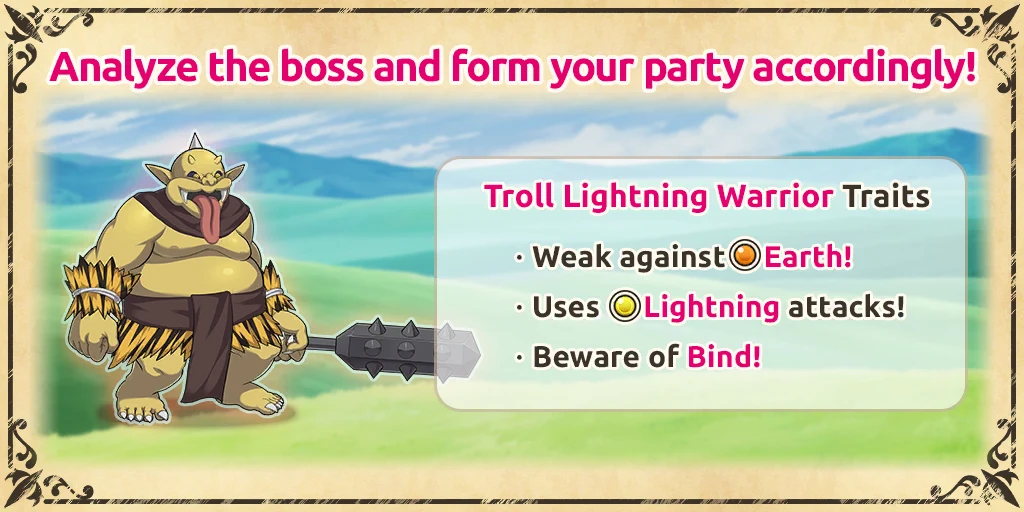 Analyze the boss and form your party accordingly!
Troll Lightning Warrior Traits
· Weak against Earth!
· Uses Lightning attacks!
· Beware of Bind!